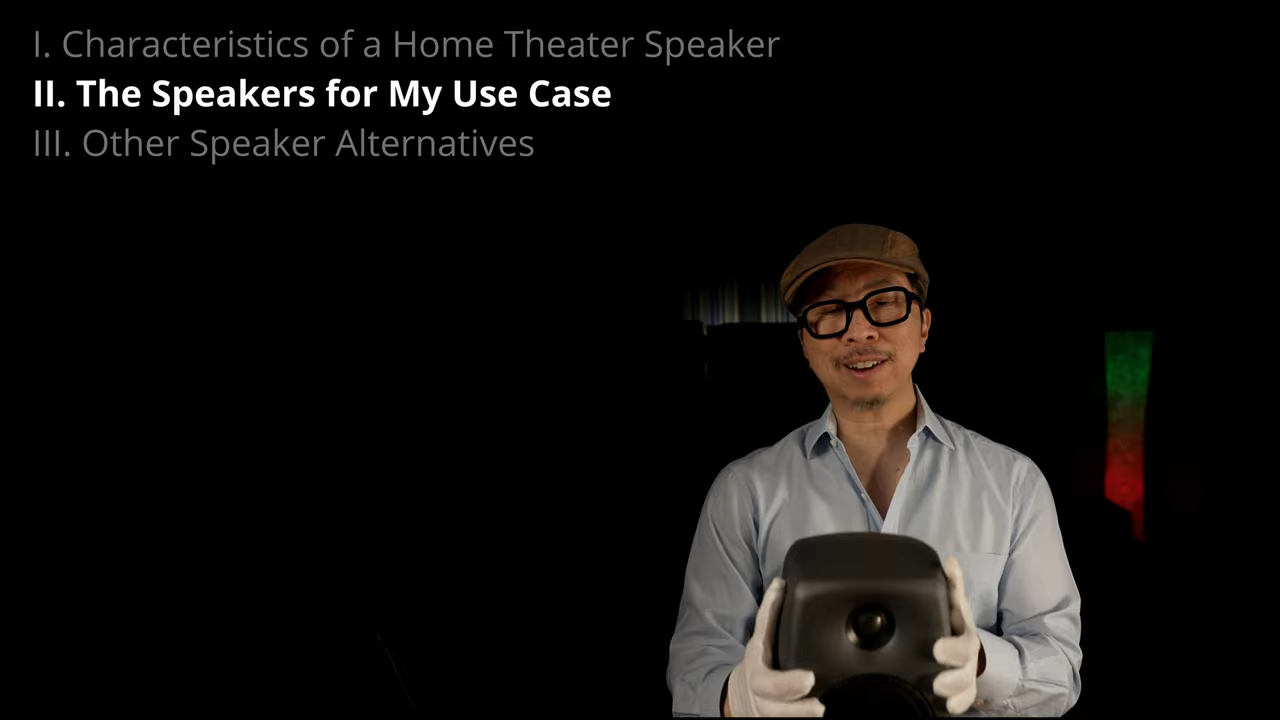 I. Characteristics of a Home Theater Speaker
II. The Speakers for My Use Case
III. Other Speaker Alternatives